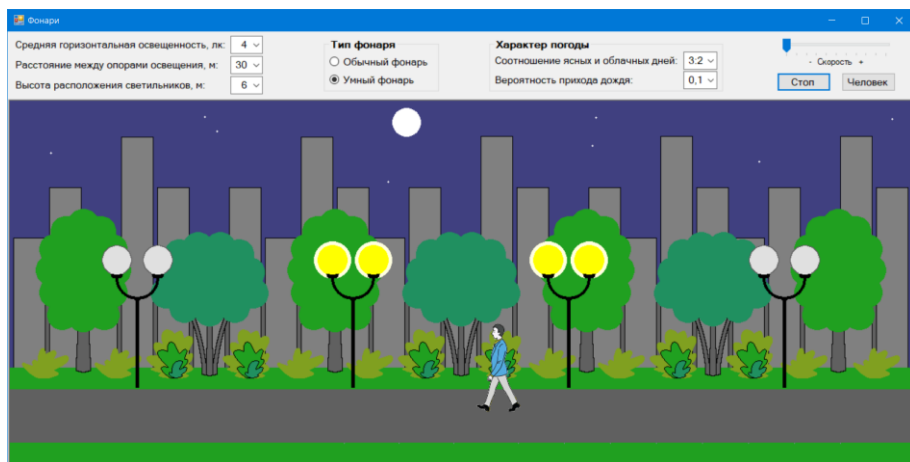 Фонари
Средняя горизонтальная освещенность, лк: 4
Расстояние между опорами освещения, м: 30
Высота расположения светильников, м: 6
Тип фонаря
Обычный фонарь
Умный фонарь
Характер погоды
Соотношение ясных и облачных дней: 3:2
Вероятность прихода дождя: 0,1
- Скорость +
Стоп Человек